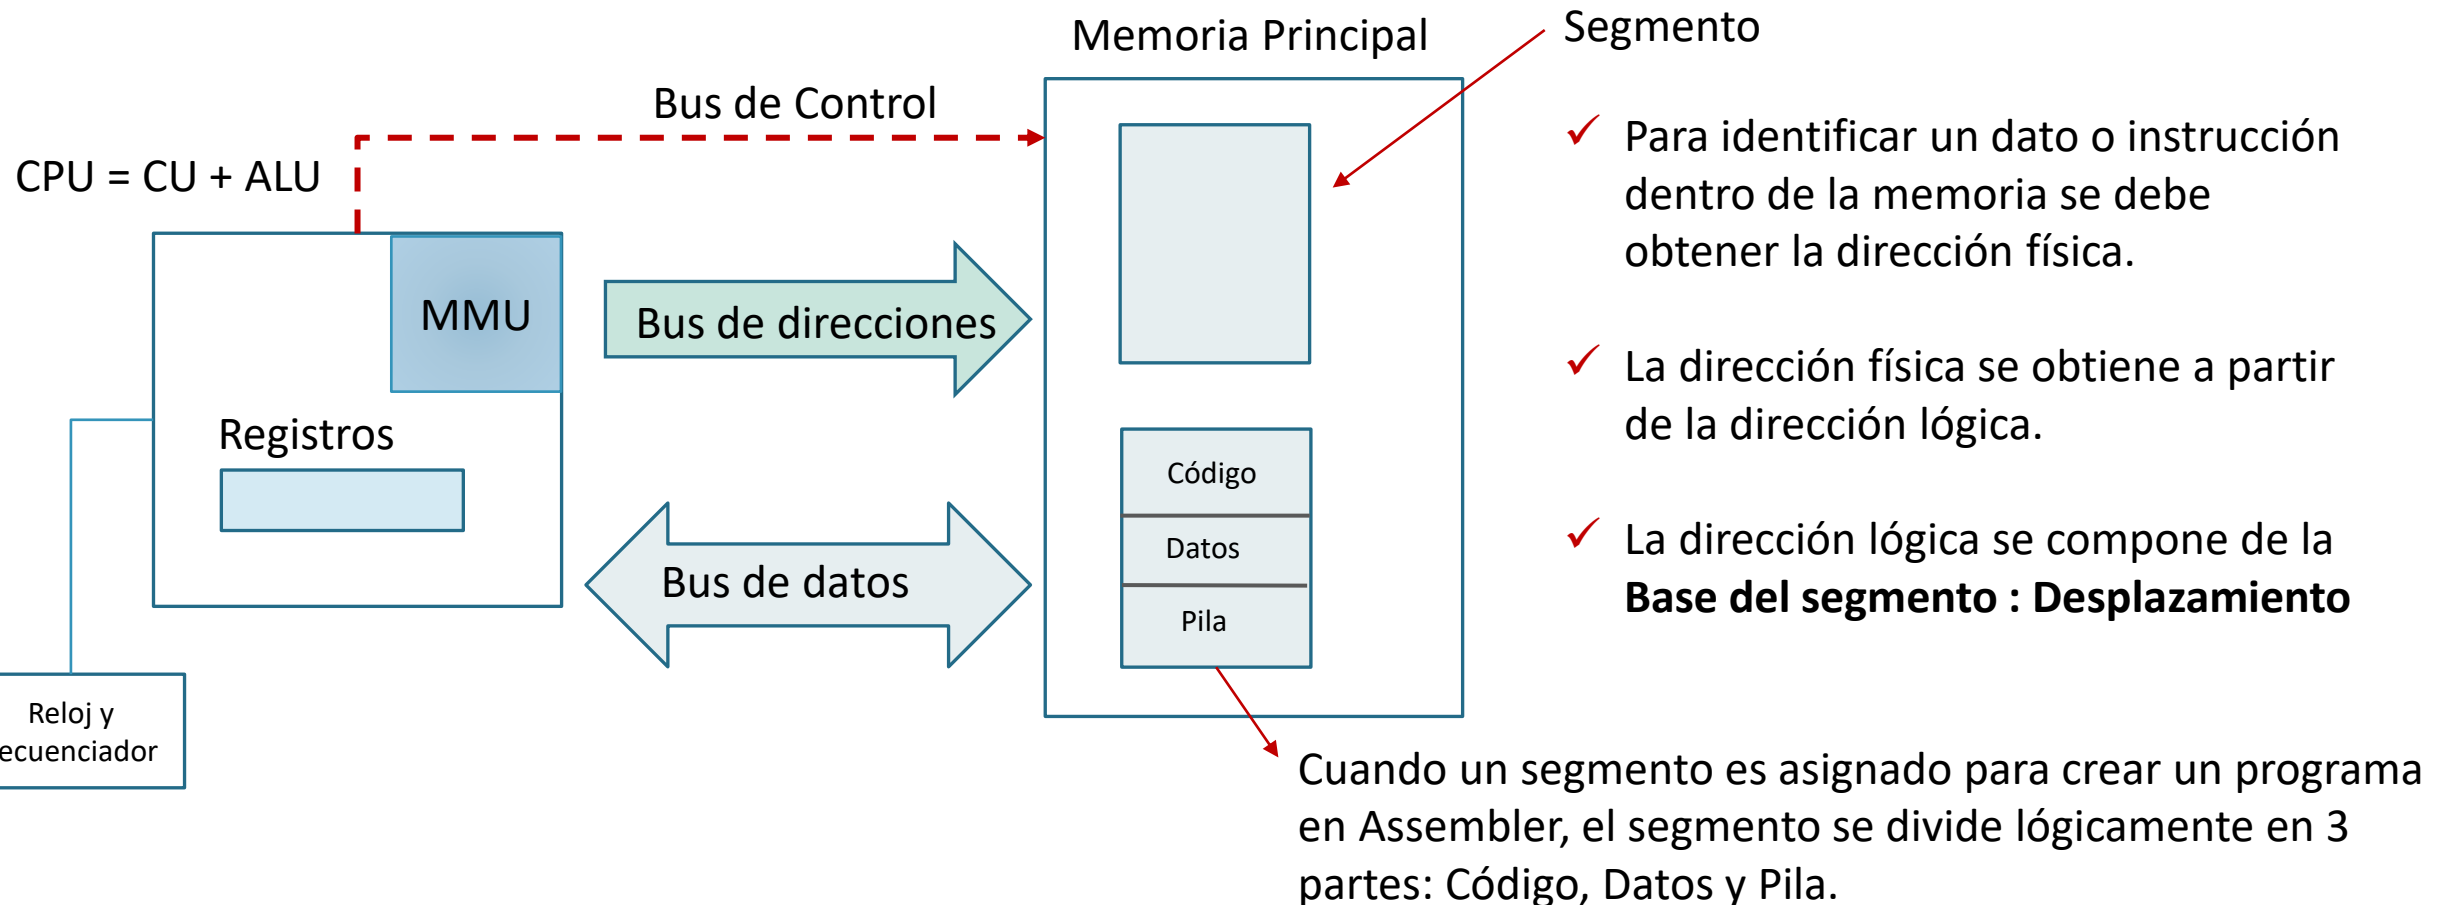 Memoria Principal
Segmento
Bus de Control
CPU = CU + ALU
MMU
Bus de direcciones
Registros
Bus de datos
Código
Datos
Pila
Reloj y
ecuenciador
✓ Para identificar un dato o instrucción
dentro de la memoria se debe
obtener la dirección física.
✓ La dirección física se obtiene a partir
de la dirección lógica.
✓ La dirección lógica se compone de la
Base del segmento : Desplazamiento
Cuando un segmento es asignado para crear un programa
en Assembler, el segmento se divide lógicamente en 3
partes: Código, Datos y Pila.